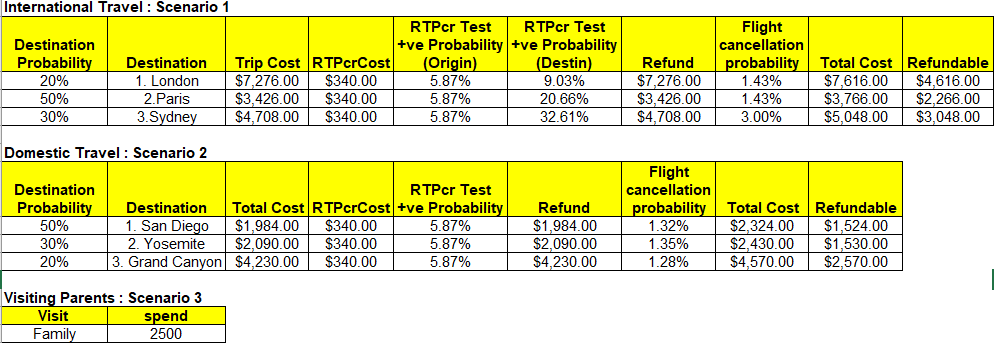 International Travel : Scenario 1
Destination Probability Destination Trip Cost RTPcrCost RTPcr Test +ve Probability (Origin) RTPcr Test +ve Probability (Destin) Refund Flight cancellation probability Total Cost Refundable
20% 1. London $7,276.00 $340.00 5.87% 9.03% $7,276.00 1.43% $7,616.00 $4,616.00
50% 2.Paris $3,426.00 $340.00 5.87% 20.66% $3,426.00 1.43% $3,766.00 $2,266.00
30% 3.Sydney $4,708.00 $340.00 5.87% 32.61% $4,708.00 3.00% $5,048.00 $3,048.00
Domestic Travel : Scenario 2
Destination Probability Destination Total Cost RTPcrCost RTPcr Test +ve Probability Refund Flight cancellation probability Total Cost Refundable
50% 1. San Diego $1,984.00 $340.00 5.87% $1,984.00 1.32% $2,324.00 $1,524.00
30% 2. Yosemite $2,090.00 $340.00 5.87% $2,090.00 1.35% $2,430.00 $1,530.00
20% 3. Grand Canyon $4,230.00 $340.00 5.87% $4,230.00 1.28% $4,570.00 $2,570.00
Visiting Parents : Scenario 3
Visit spend
Family 2500